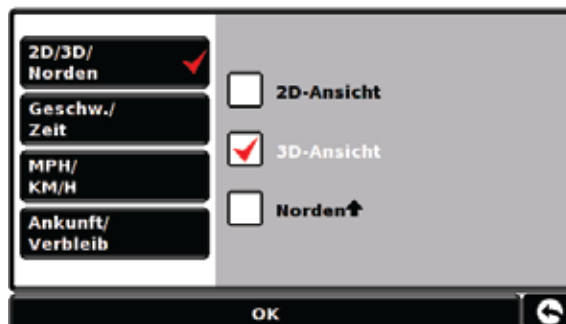 2D/3D/
Norden
Geschw./
Zeit
MPH/
KM/H
Ankunft/
Verbleib
2D-Ansicht
3D-Ansicht
Norden⬆
OK